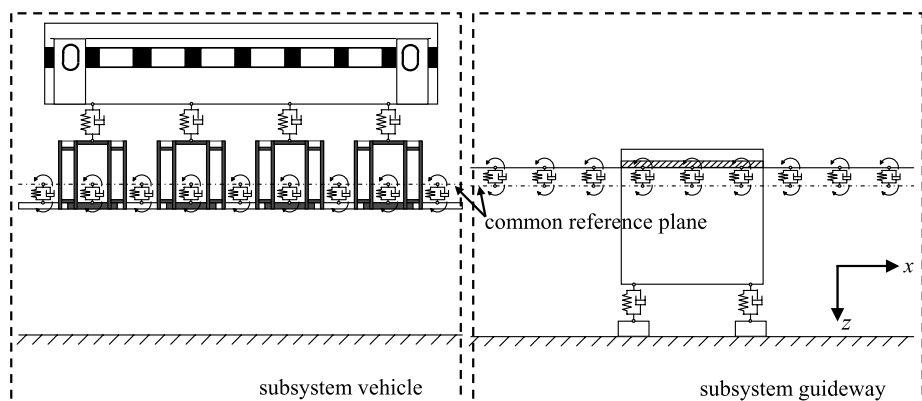 common reference plane
x
z
subsystem vehicle
subsystem guideway